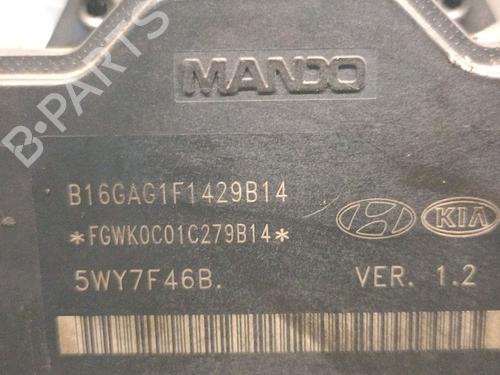 MANDO
B-PARTS
B16GAG1F1429B14
*FGWK0C01C279B14*
KIA
5WY7F46B. VER. 1.2